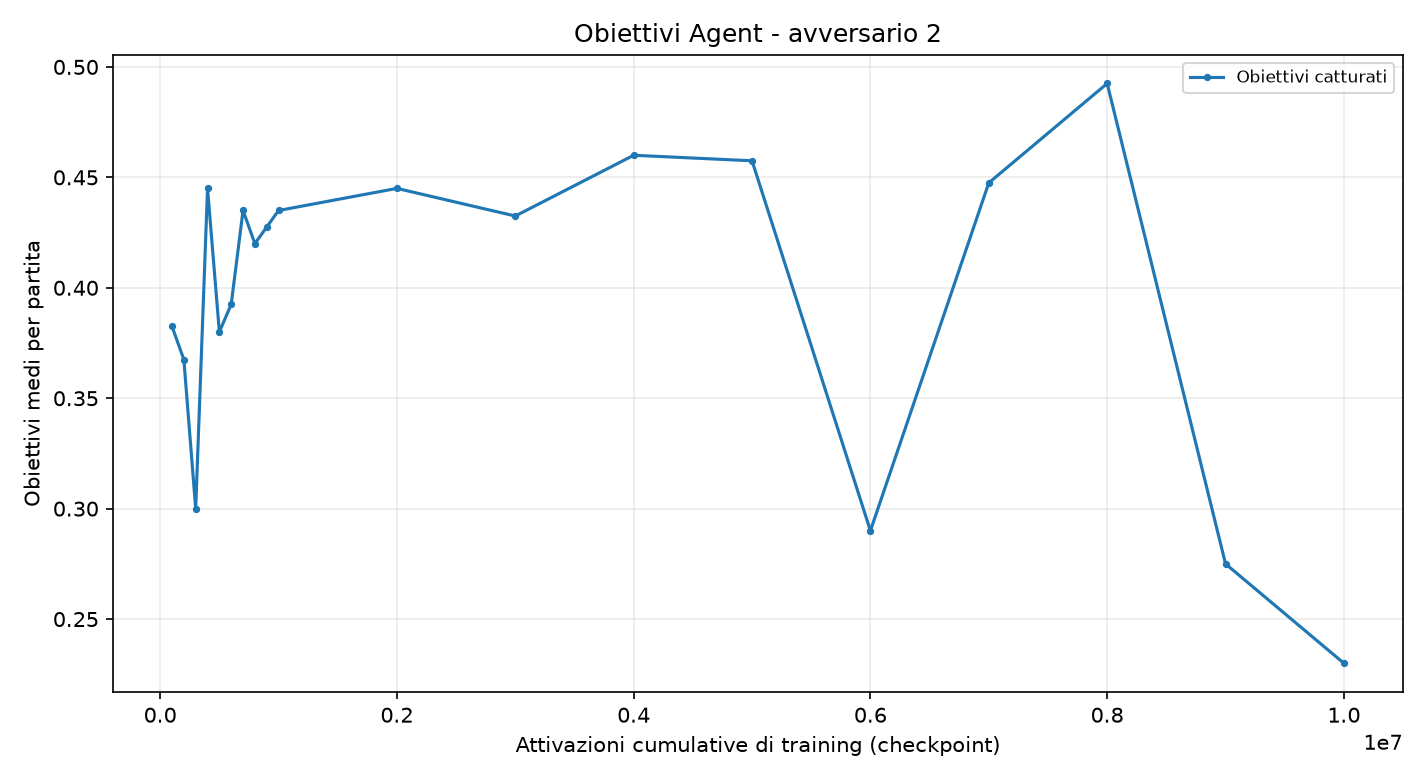 Obiettivi Agent - avversario 2
Obiettivi catturati
Obiettivi medi per partita
0.50
0.45
0.40
0.35
0.30
0.25
0.0 0.2 0.4 0.6 0.8 1.0
1e7
Attivazioni cumulative di training (checkpoint)